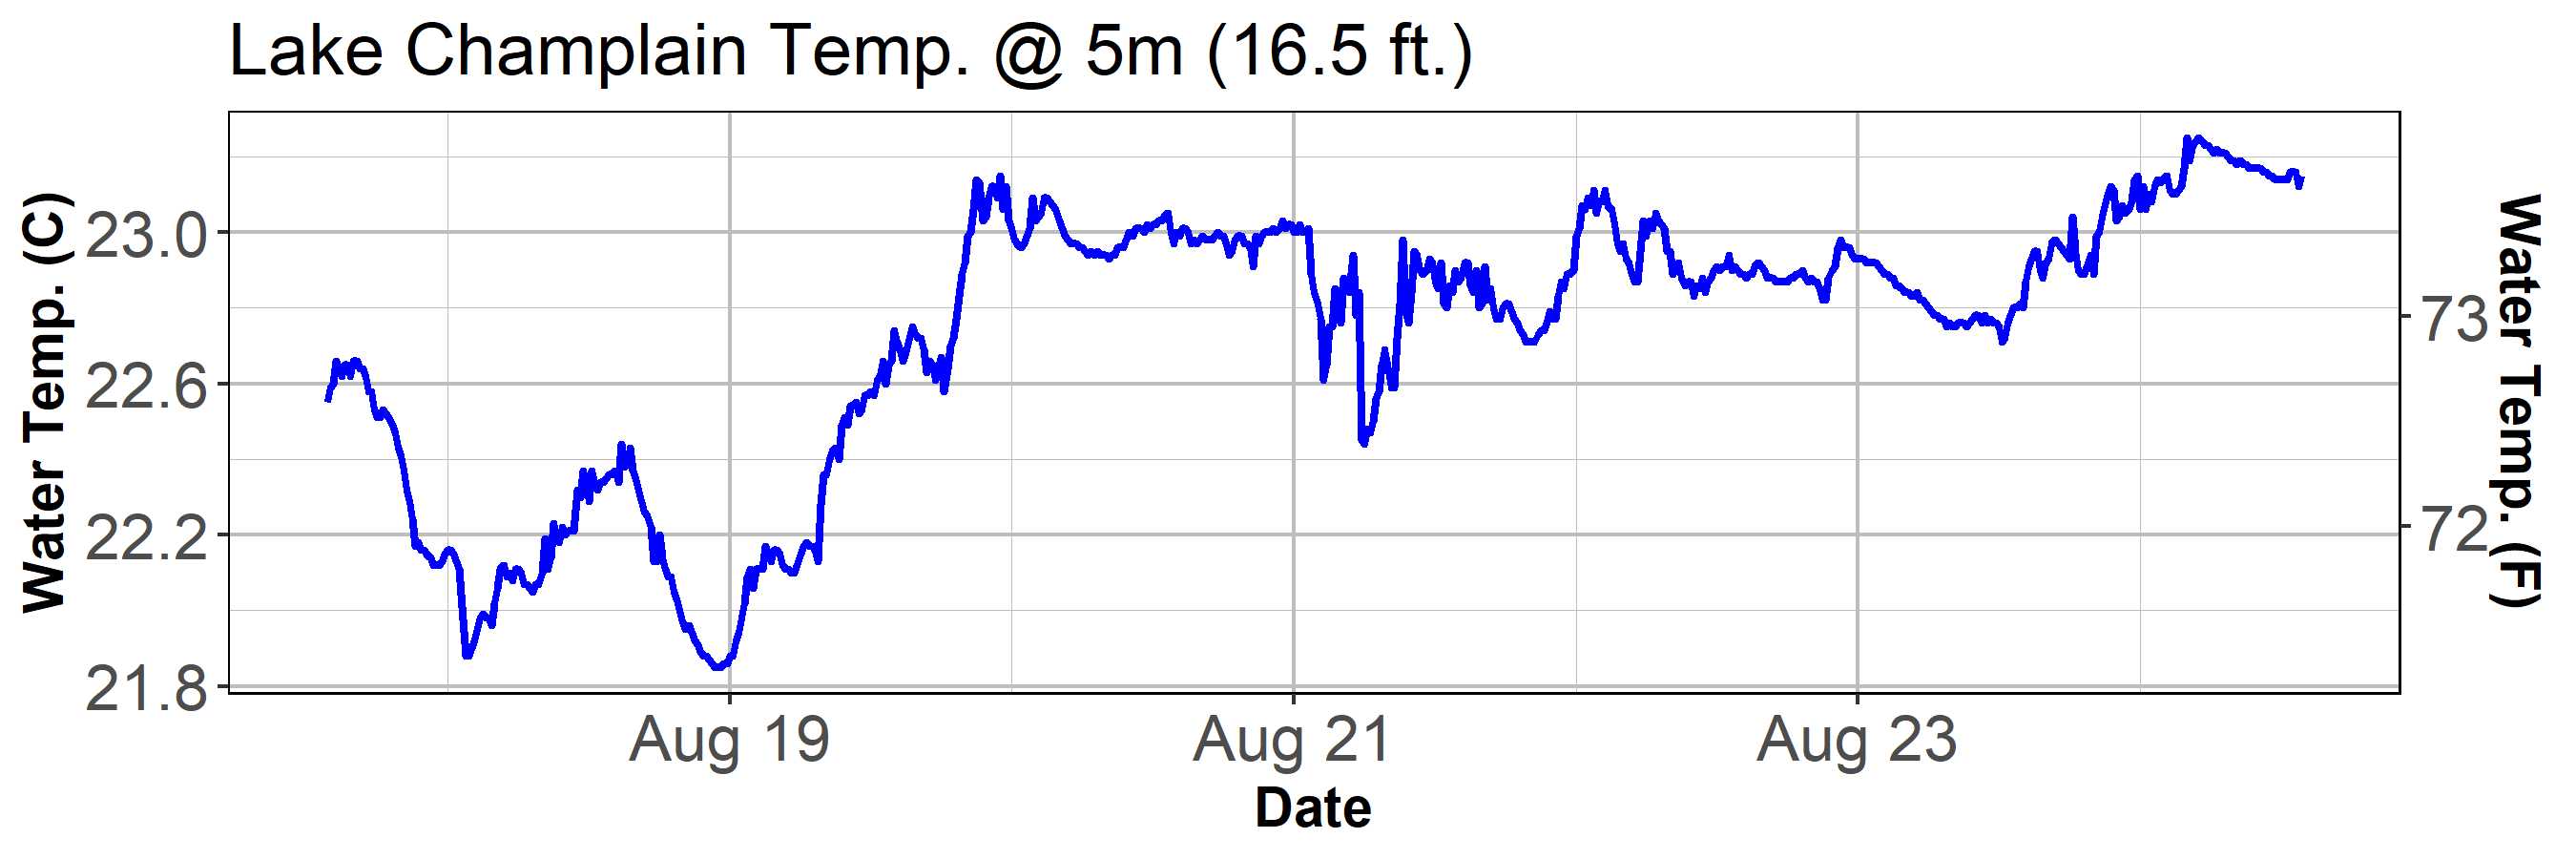 Lake Champlain Temp. @ 5m (16.5 ft.)
Water Temp. (C)
23.0
22.6
22.2
21.8
73
72
Water Temp. (F)
Aug 19
Aug 21
Aug 23
Date